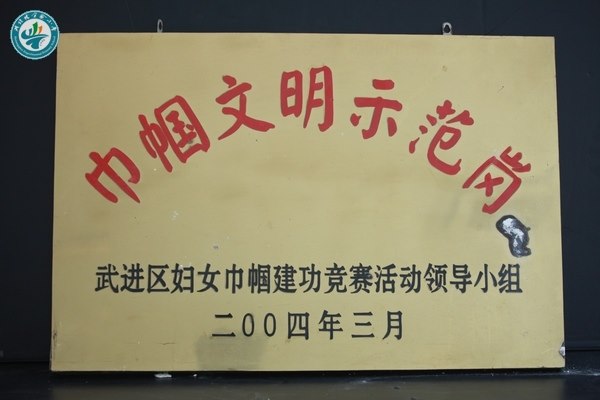 巾帼文明示范岗
武进区妇女巾帼建功竞赛活动领导小组
二00四年三月